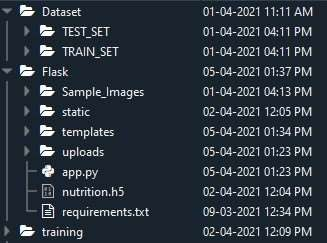 Dataset 01-04-2021 11:11 AM
TEST_SET 01-04-2021 04:11 PM
TRAIN_SET 01-04-2021 04:11 PM
Flask 05-04-2021 01:37 PM
Sample_Images 01-04-2021 04:13 PM
static 02-04-2021 12:05 PM
templates 05-04-2021 01:34 PM
uploads 05-04-2021 01:23 PM
app.py 05-04-2021 01:23 PM
nutrition.h5 02-04-2021 12:04 PM
requirements.txt 09-03-2021 12:34 PM
training 02-04-2021 12:09 PM